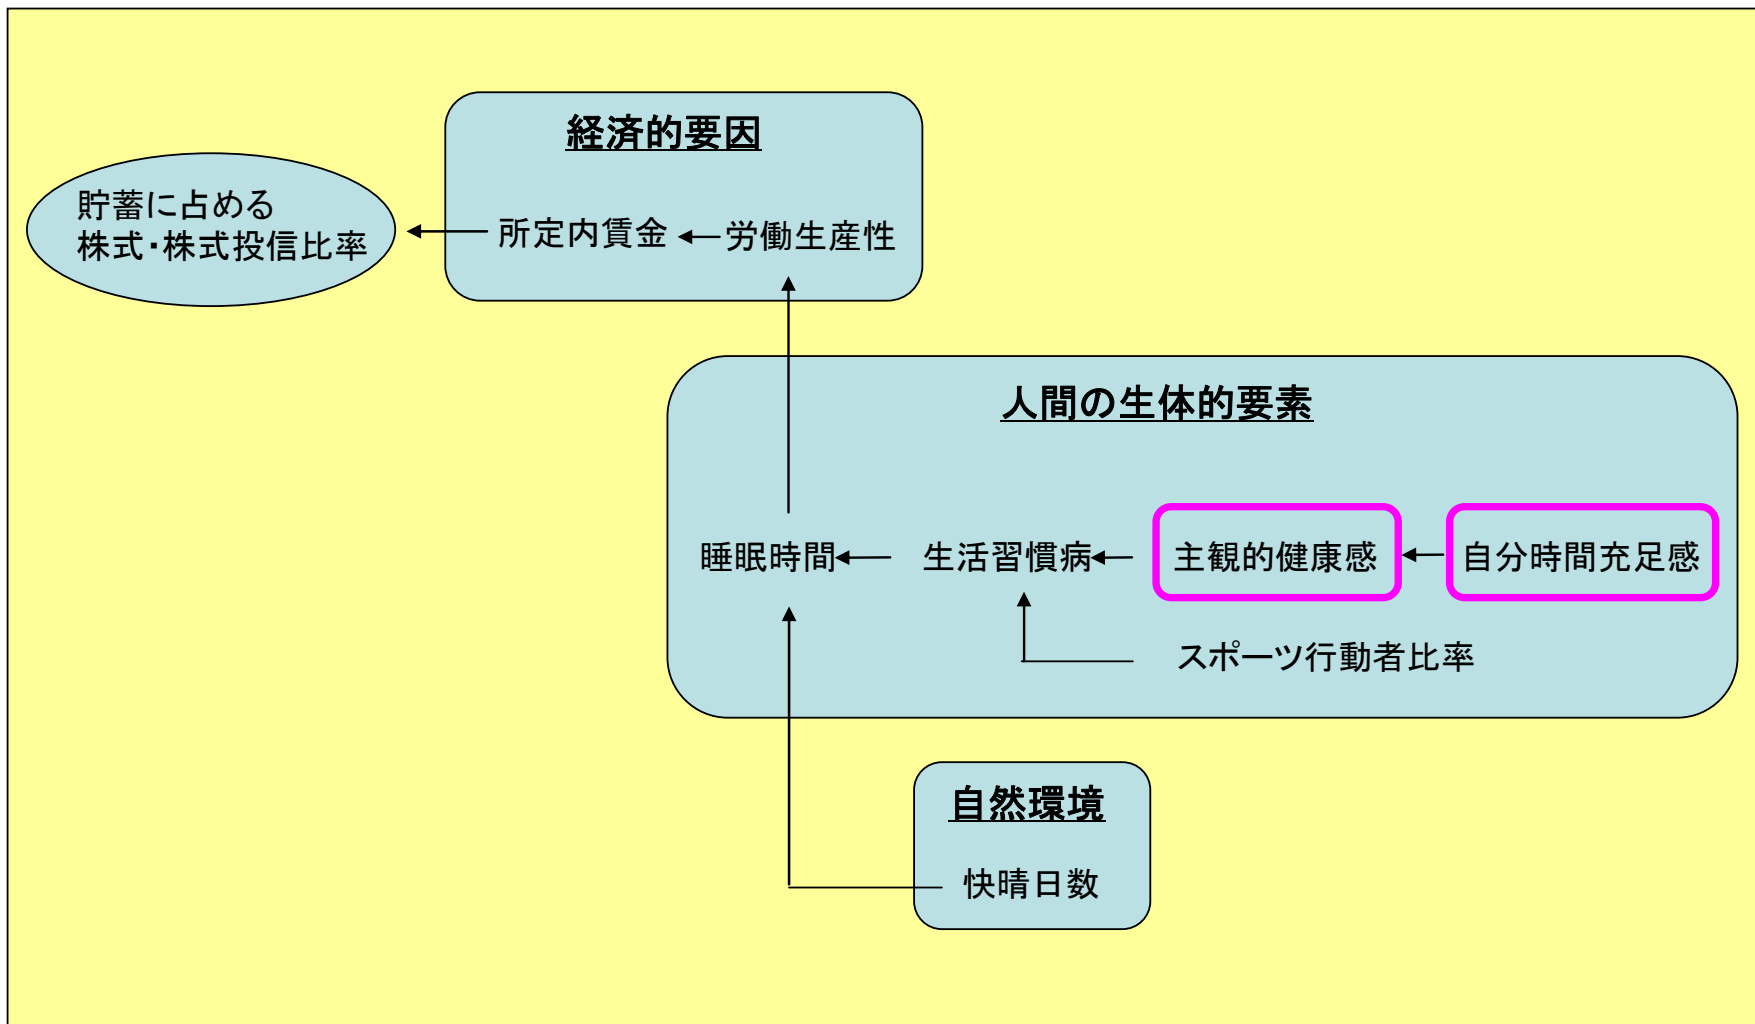 経済的要因
貯蓄に占める
株式・株式投信比率
所定内賃金
労働生産性
人間の生体的要素
睡眠時間
生活習慣病
主観的健康感
自分時間充足感
スポーツ行動者比率
自然環境
快晴日数